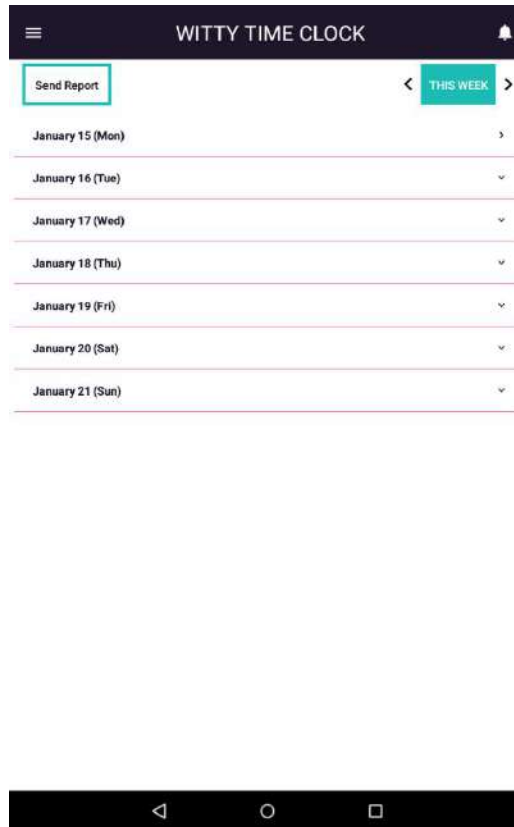 WITTY TIME CLOCK
Send Report
THIS WEEK
January 15 (Mon)
January 16 (Tue)
January 17 (Wed)
January 18 (Thu)
January 19 (Fri)
January 20 (Sat)
January 21 (Sun)